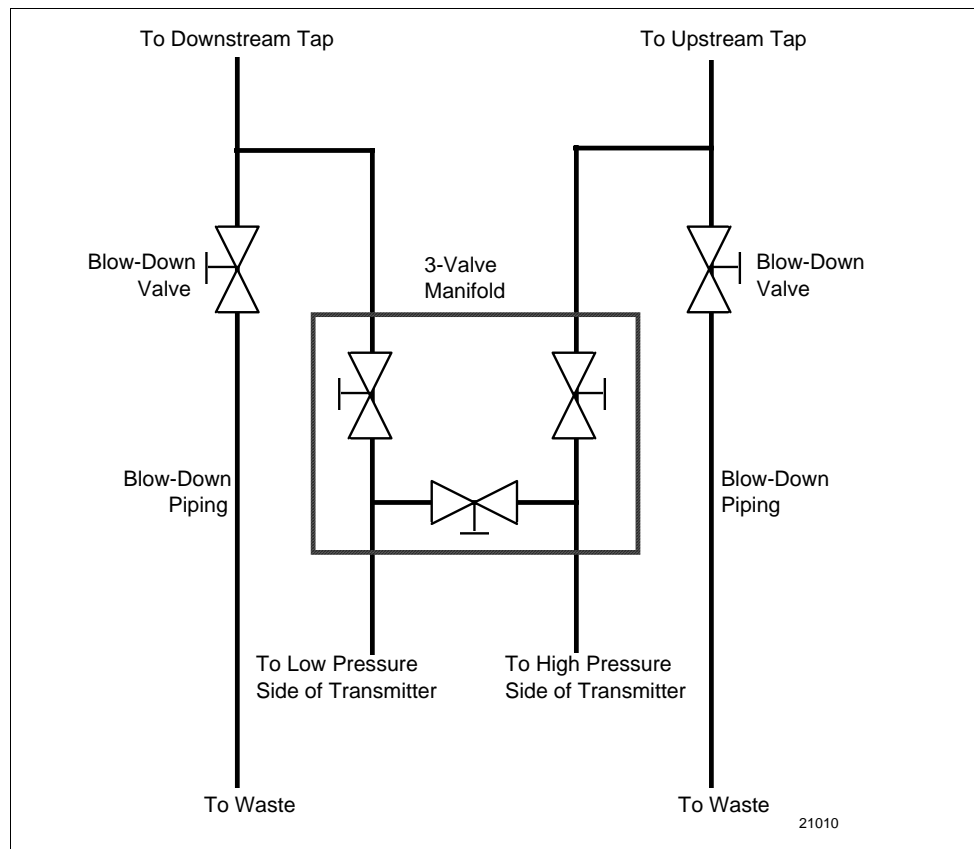 To Downstream Tap
To Upstream Tap
Blow-Down
Valve
3-Valve
Manifold
Blow-Down
Valve
Blow-Down
Piping
Blow-Down
Piping
To Low Pressure
Side of Transmitter
To High Pressure
Side of Transmitter
To Waste
To Waste
21010